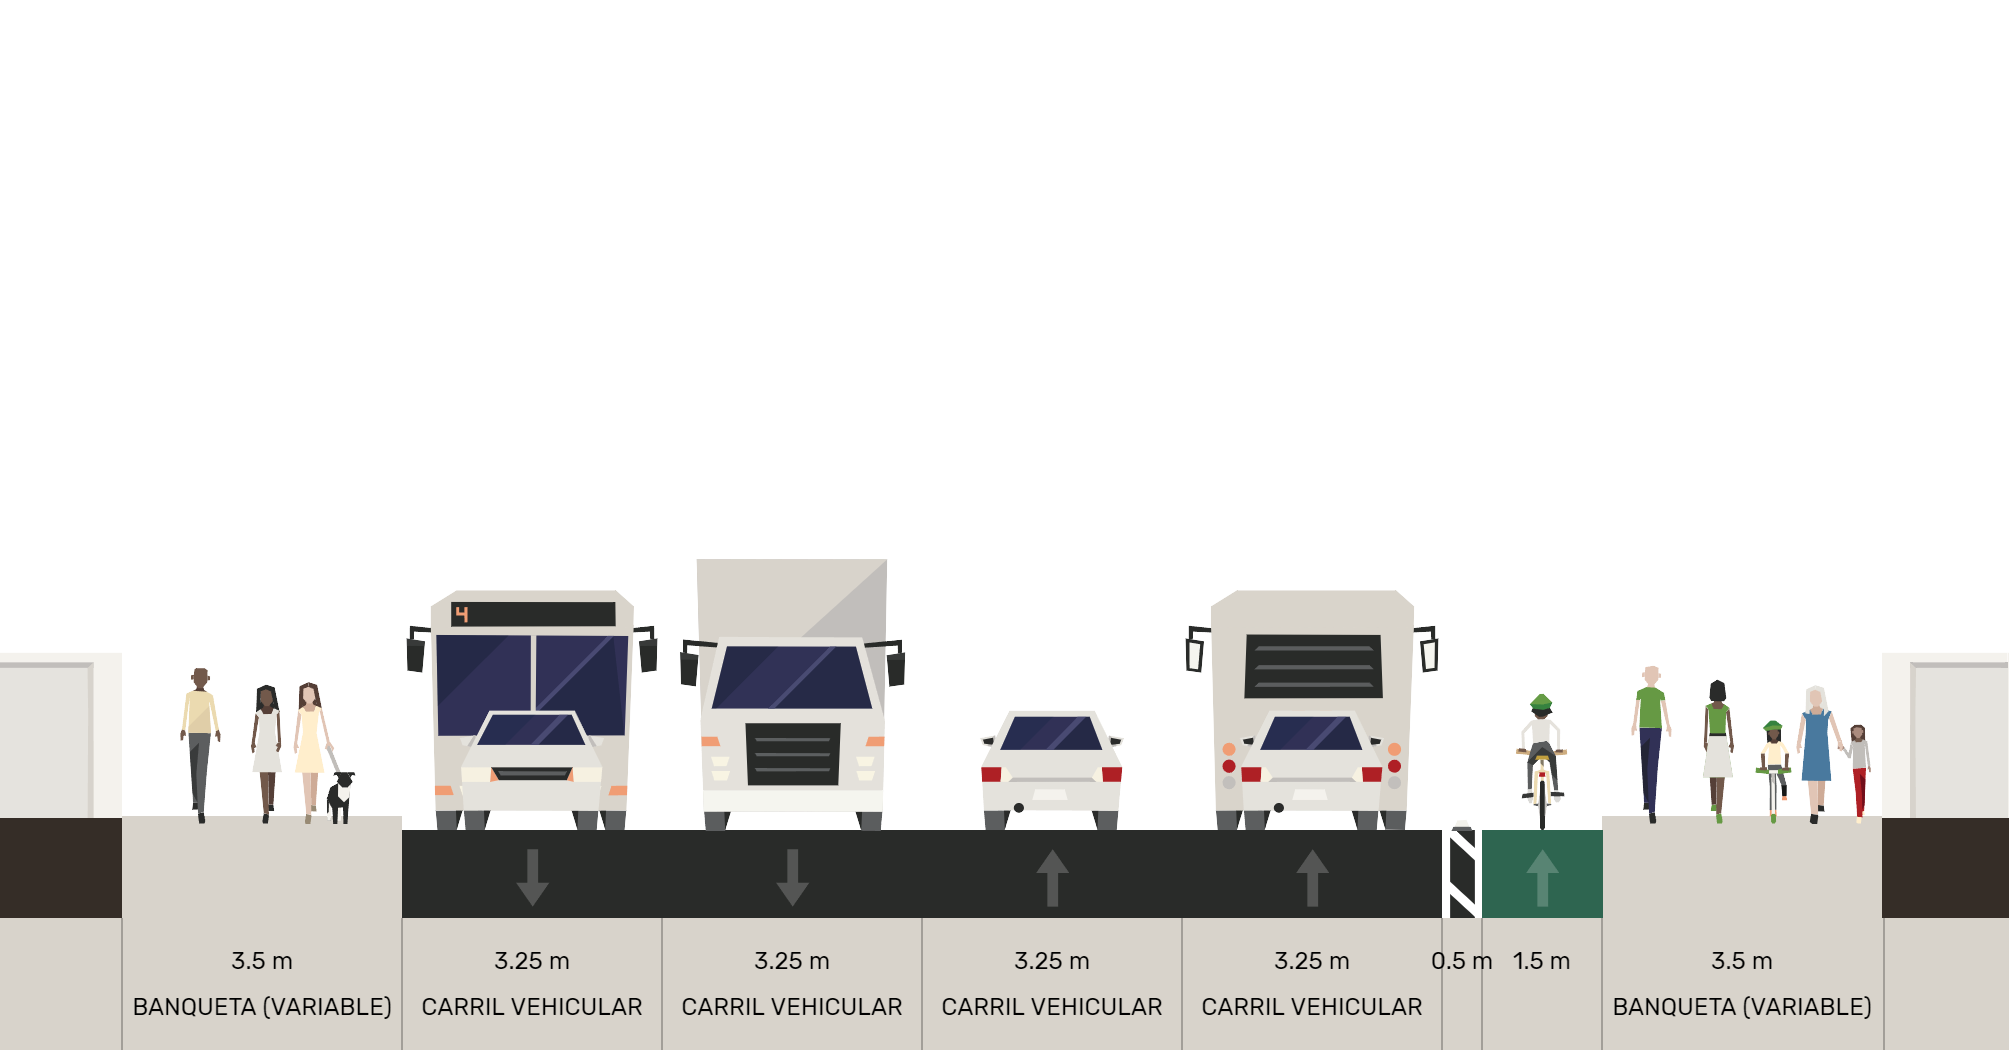 4
3.5 m
BANQUETA (VARIABLE)
3.25 m
CARRIL VEHICULAR
3.25 m
CARRIL VEHICULAR
3.25 m
CARRIL VEHICULAR
3.25 m
CARRIL VEHICULAR
0.5 m
1.5 m
3.5 m
BANQUETA (VARIABLE)